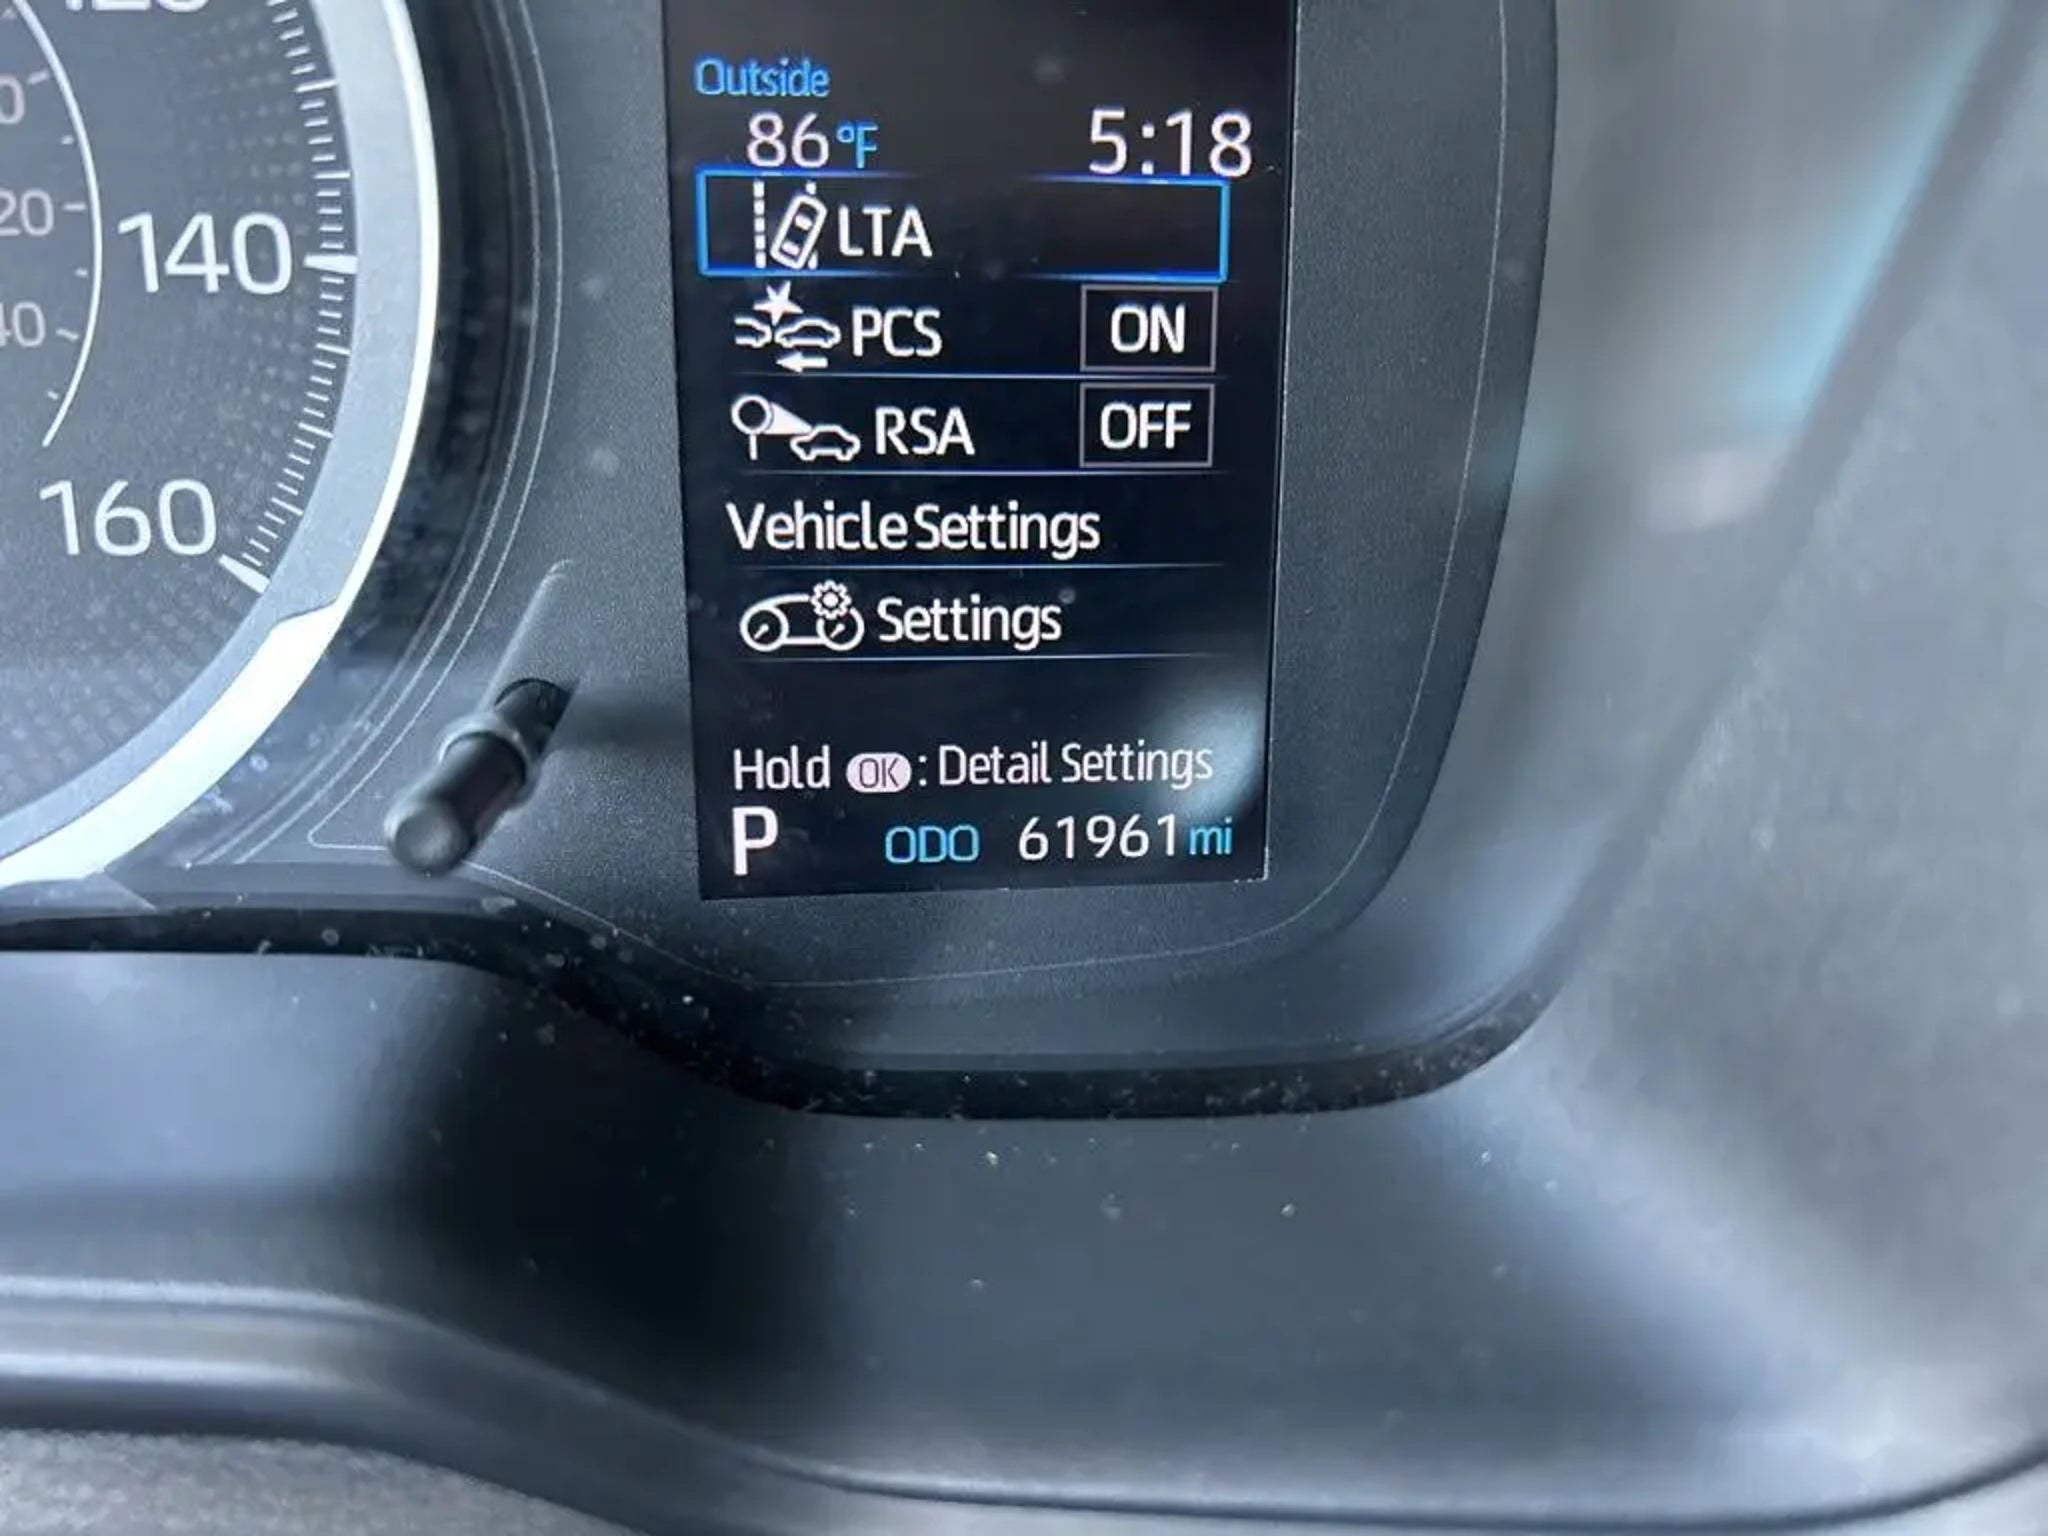 Outside
86 °F 5:18
LTA
140
PCS ON
RSA OFF
160
Vehicle Settings
Settings
Hold OK : Detail Settings
P ODO 61961 mi